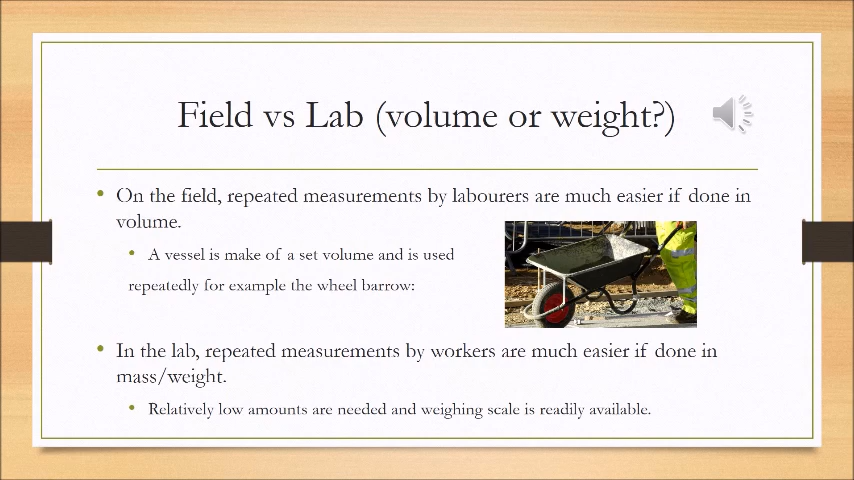 Field vs Lab (volume or weight?)
On the field, repeated measurements by labourers are much easier if done in
volume.
A vessel is make of a set volume and is used
repeatedly for example the wheel barrow:
In the lab, repeated measurements by workers are much easier if done in
mass/weight.
Relatively low amounts are needed and weighing scale is readily available.